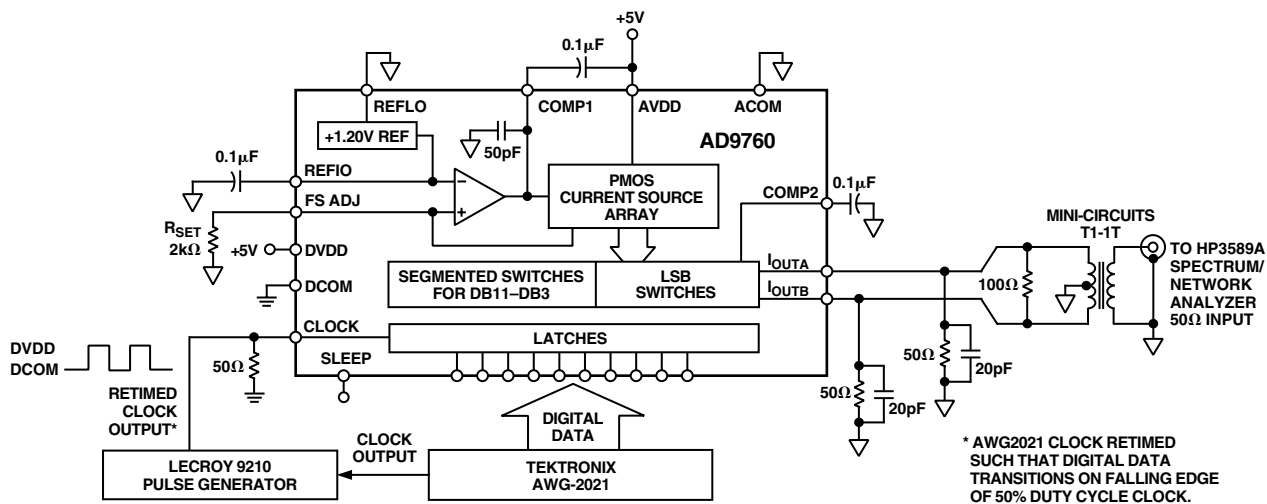 +5V
0.1µF
REFLO
COMP1
AVDD
ACOM
+1.20V REF
50pF
AD9760
0.1µF
REFIO
PMOS
CURRENT SOURCE
ARRAY
COMP2
0.1µF
FS ADJ
RSET
2kΩ
+5V
DVDD
MINI-CIRCUITS
T1-1T
DCOM
SEGMENTED SWITCHES
FOR DB11–DB3
LSB
SWITCHES
IOUTA
IOUTB
100Ω
TO HP3589A
SPECTRUM/
NETWORK
ANALYZER
50Ω INPUT
CLOCK
LATCHES
DVDD
DCOM
50Ω
SLEEP
50Ω
20pF
50Ω
20pF
RETIMED
CLOCK
OUTPUT*
DIGITAL
DATA
CLOCK
OUTPUT
LECROY 9210
PULSE GENERATOR
TEKTRONIX
AWG-2021
* AWG2021 CLOCK RETIMED
SUCH THAT DIGITAL DATA
TRANSITIONS ON FALLING EDGE
OF 50% DUTY CYCLE CLOCK.